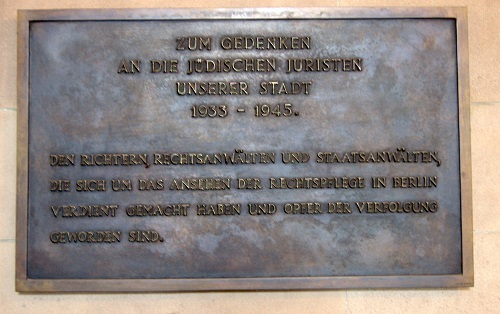 ZUM GEDENKEN
AN DIE JÜDISCHEN JURISTEN
UNSERER STADT
1933 - 1945.
DEN RICHTERN, RECHTSANWÄLTEN UND STAATSANWÄLTEN,
DIE SICH UM DAS ANSEHEN DER RECHTSPFLEGE IN BERLIN
VERDIENT GEMACHT HABEN UND OPFER DER VERFOLGUNG
GEWORDEN SIND.